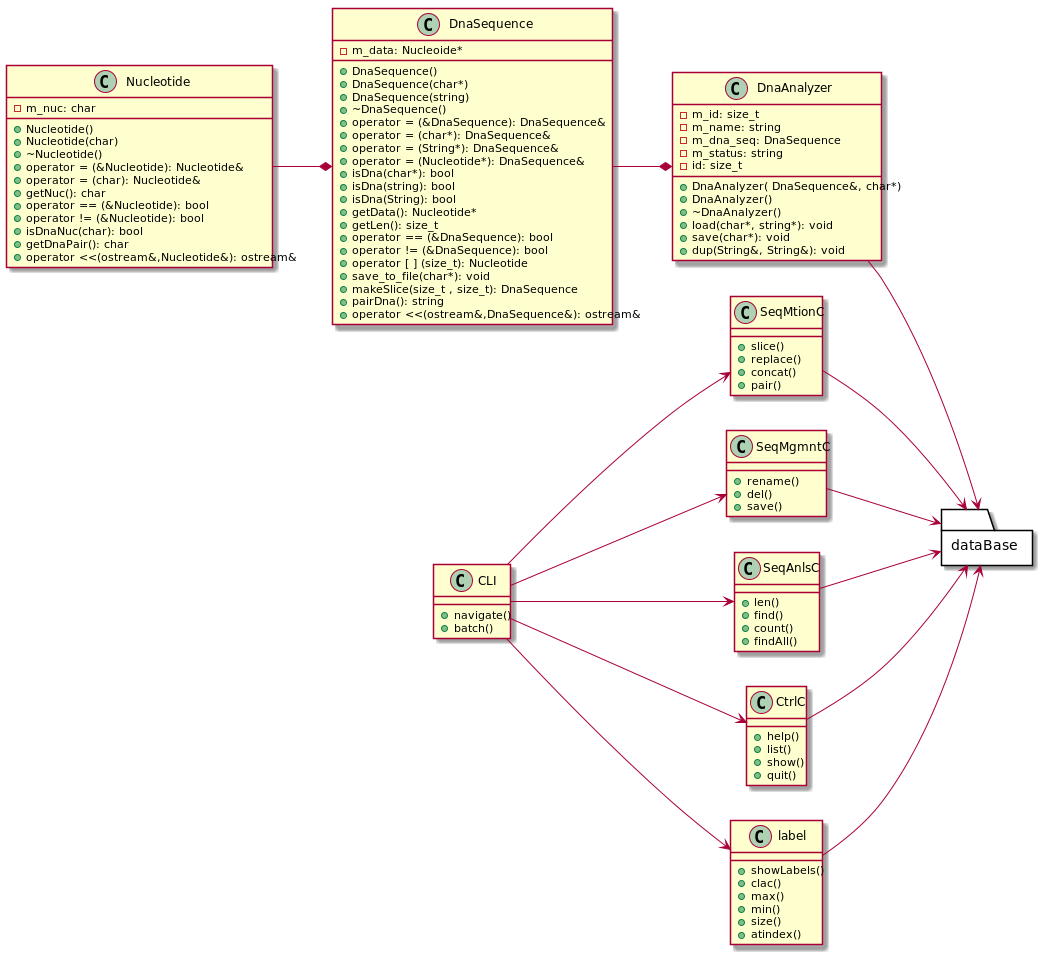 C Nucleotide
m_nuc: char
Nucleotide()
Nucleotide(char)
~Nucleotide()
operator = (&Nucleotide): Nucleotide&
operator = (char): Nucleotide&
getNuc(): char
operator == (&Nucleotide): bool
operator != (&Nucleotide): bool
isDnaNuc(char): bool
getDnaPair(): char
operator <<(ostream&,Nucleotide&): ostream&
C DnaSequence
m_data: Nucleoide*
DnaSequence()
DnaSequence(char*)
DnaSequence(string)
~DnaSequence()
operator = (&DnaSequence): DnaSequence&
operator = (char*): DnaSequence&
operator = (String*): DnaSequence&
operator = (Nucleotide*): DnaSequence&
isDna(char*): bool
isDna(string): bool
isDna(String): bool
getData(): Nucleotide*
getLen(): size_t
operator == (&DnaSequence): bool
operator != (&DnaSequence): bool
operator [ ] (size_t): Nucleotide
save_to_file(char*): void
makeSlice(size_t , size_t): DnaSequence
pairDna(): string
operator <<(ostream&,DnaSequence&): ostream&
C DnaAnalyzer
m_id: size_t
m_name: string
m_dna_seq: DnaSequence
m_status: string
id: size_t
DnaAnalyzer( DnaSequence&, char*)
DnaAnalyzer()
~DnaAnalyzer()
load(char*, string*): void
save(char*): void
dup(String&, String&): void
C SeqMtionC
slice()
replace()
concat()
pair()
C SeqMgmntC
rename()
del()
save()
dataBase
C CLI
navigate()
batch()
C SeqAnlsC
len()
find()
count()
findAll()
C CtrlC
help()
list()
show()
quit()
C label
showLabels()
clac()
max()
min()
size()
atindex()